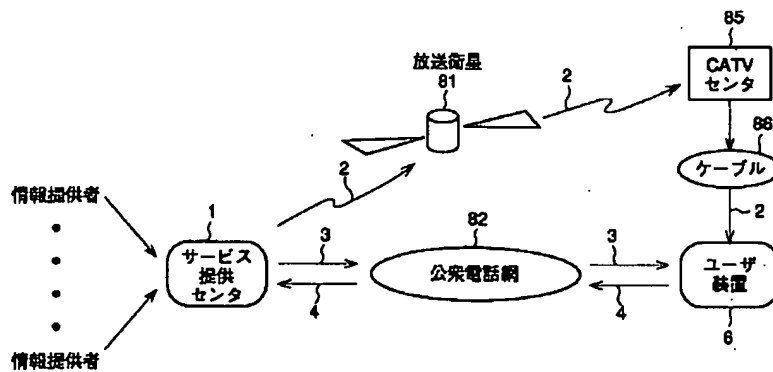 85
CATV
センタ
放送衛星
81
2
86
ケーブル
2
2
情報提供者
1
サービス
提供
センタ
3
4
82
公衆電話網
3
4
ユーザ
装置
6
情報提供者